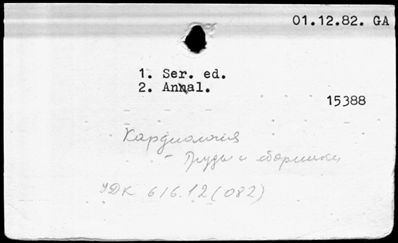 01.12.82. GA
1. Ser. ed.
2. Annal.
15388
Кардиология
- Труды и сборники
УДК 616.12(082)